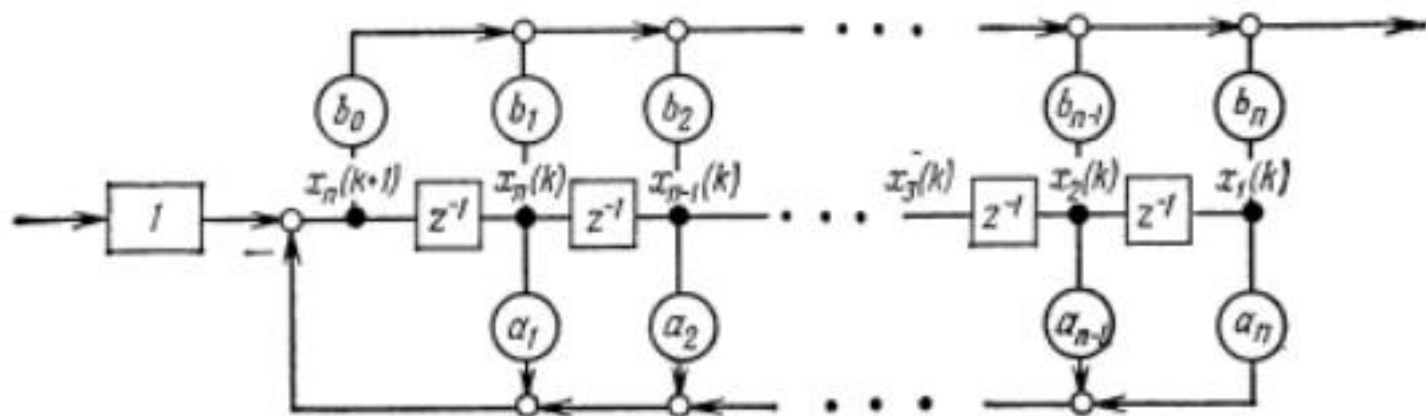 b₀ b₁ b₂ bₙ₋₁ bₙ
xₙ(k+1) xₙ(k) xₙ₋₁(k) x₃(k) x₂(k) x₁(k)
1 z⁻¹ z⁻¹ z⁻¹ z⁻¹
−
a₁ a₂ aₙ₋₁ aₙ